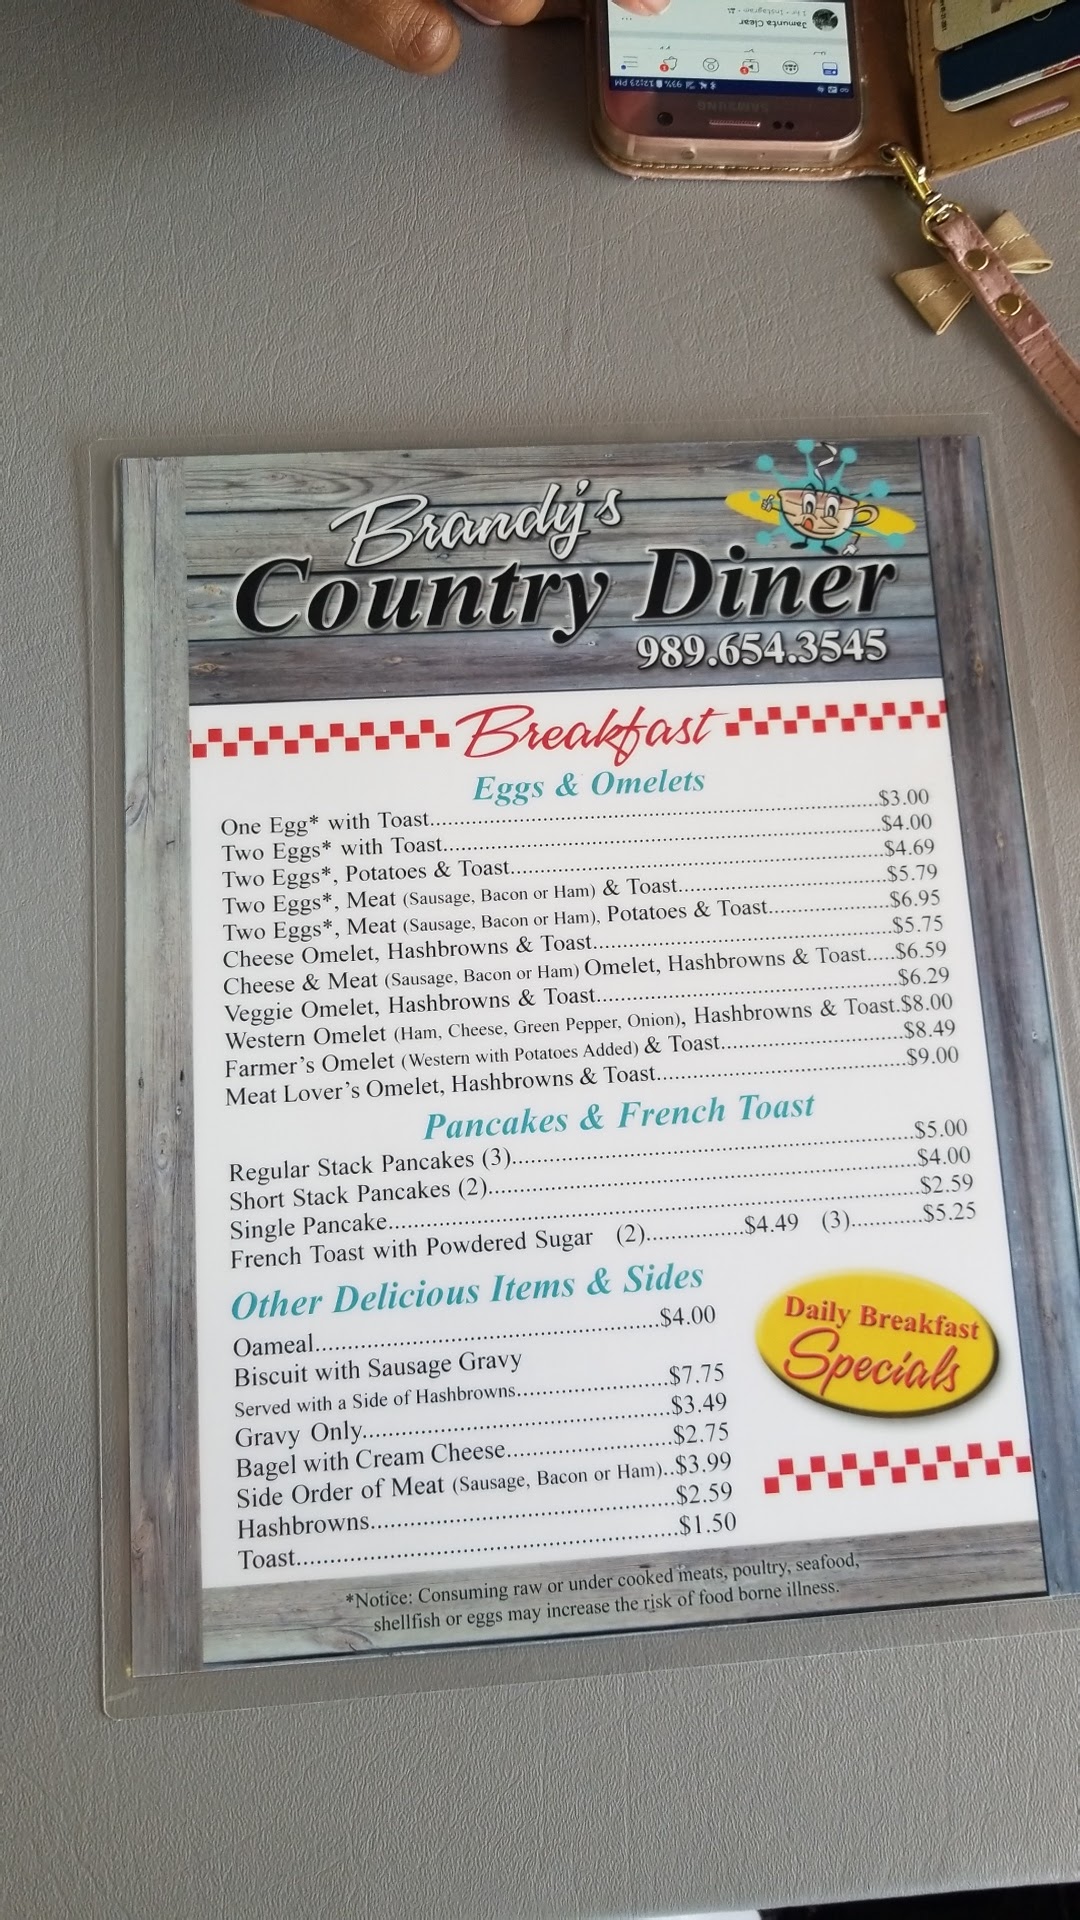 Jamunta Clear
1 hr · Instagram ·
93% 12:23 PM
SAMSUNG
Brandy's
Country Diner
989.654.3545
Breakfast
Eggs & Omelets
One Egg* with Toast....................$3.00
Two Eggs* with Toast....................$4.00
Two Eggs*, Potatoes & Toast....................$4.69
Two Eggs*, Meat (Sausage, Bacon or Ham) & Toast....................$5.79
Two Eggs*, Meat (Sausage, Bacon or Ham), Potatoes & Toast....................$6.95
Cheese Omelet, Hashbrowns & Toast....................$5.75
Cheese & Meat (Sausage, Bacon or Ham) Omelet, Hashbrowns & Toast.....$6.59
Veggie Omelet, Hashbrowns & Toast....................$6.29
Western Omelet (Ham, Cheese, Green Pepper, Onion), Hashbrowns & Toast.$8.00
Farmer's Omelet (Western with Potatoes Added) & Toast....................$8.49
Meat Lover's Omelet, Hashbrowns & Toast....................$9.00
Pancakes & French Toast
Regular Stack Pancakes (3)....................$5.00
Short Stack Pancakes (2)....................$4.00
Single Pancake....................$2.59
French Toast with Powdered Sugar (2)...............$4.49 (3)............$5.25
Other Delicious Items & Sides
Oameal....................$4.00
Biscuit with Sausage Gravy
Served with a Side of Hashbrowns....................$7.75
Gravy Only....................$3.49
Bagel with Cream Cheese....................$2.75
Side Order of Meat (Sausage, Bacon or Ham)..$3.99
Hashbrowns....................$2.59
Toast....................$1.50
Daily Breakfast
Specials
*Notice: Consuming raw or under cooked meats, poultry, seafood,
shellfish or eggs may increase the risk of food borne illness.